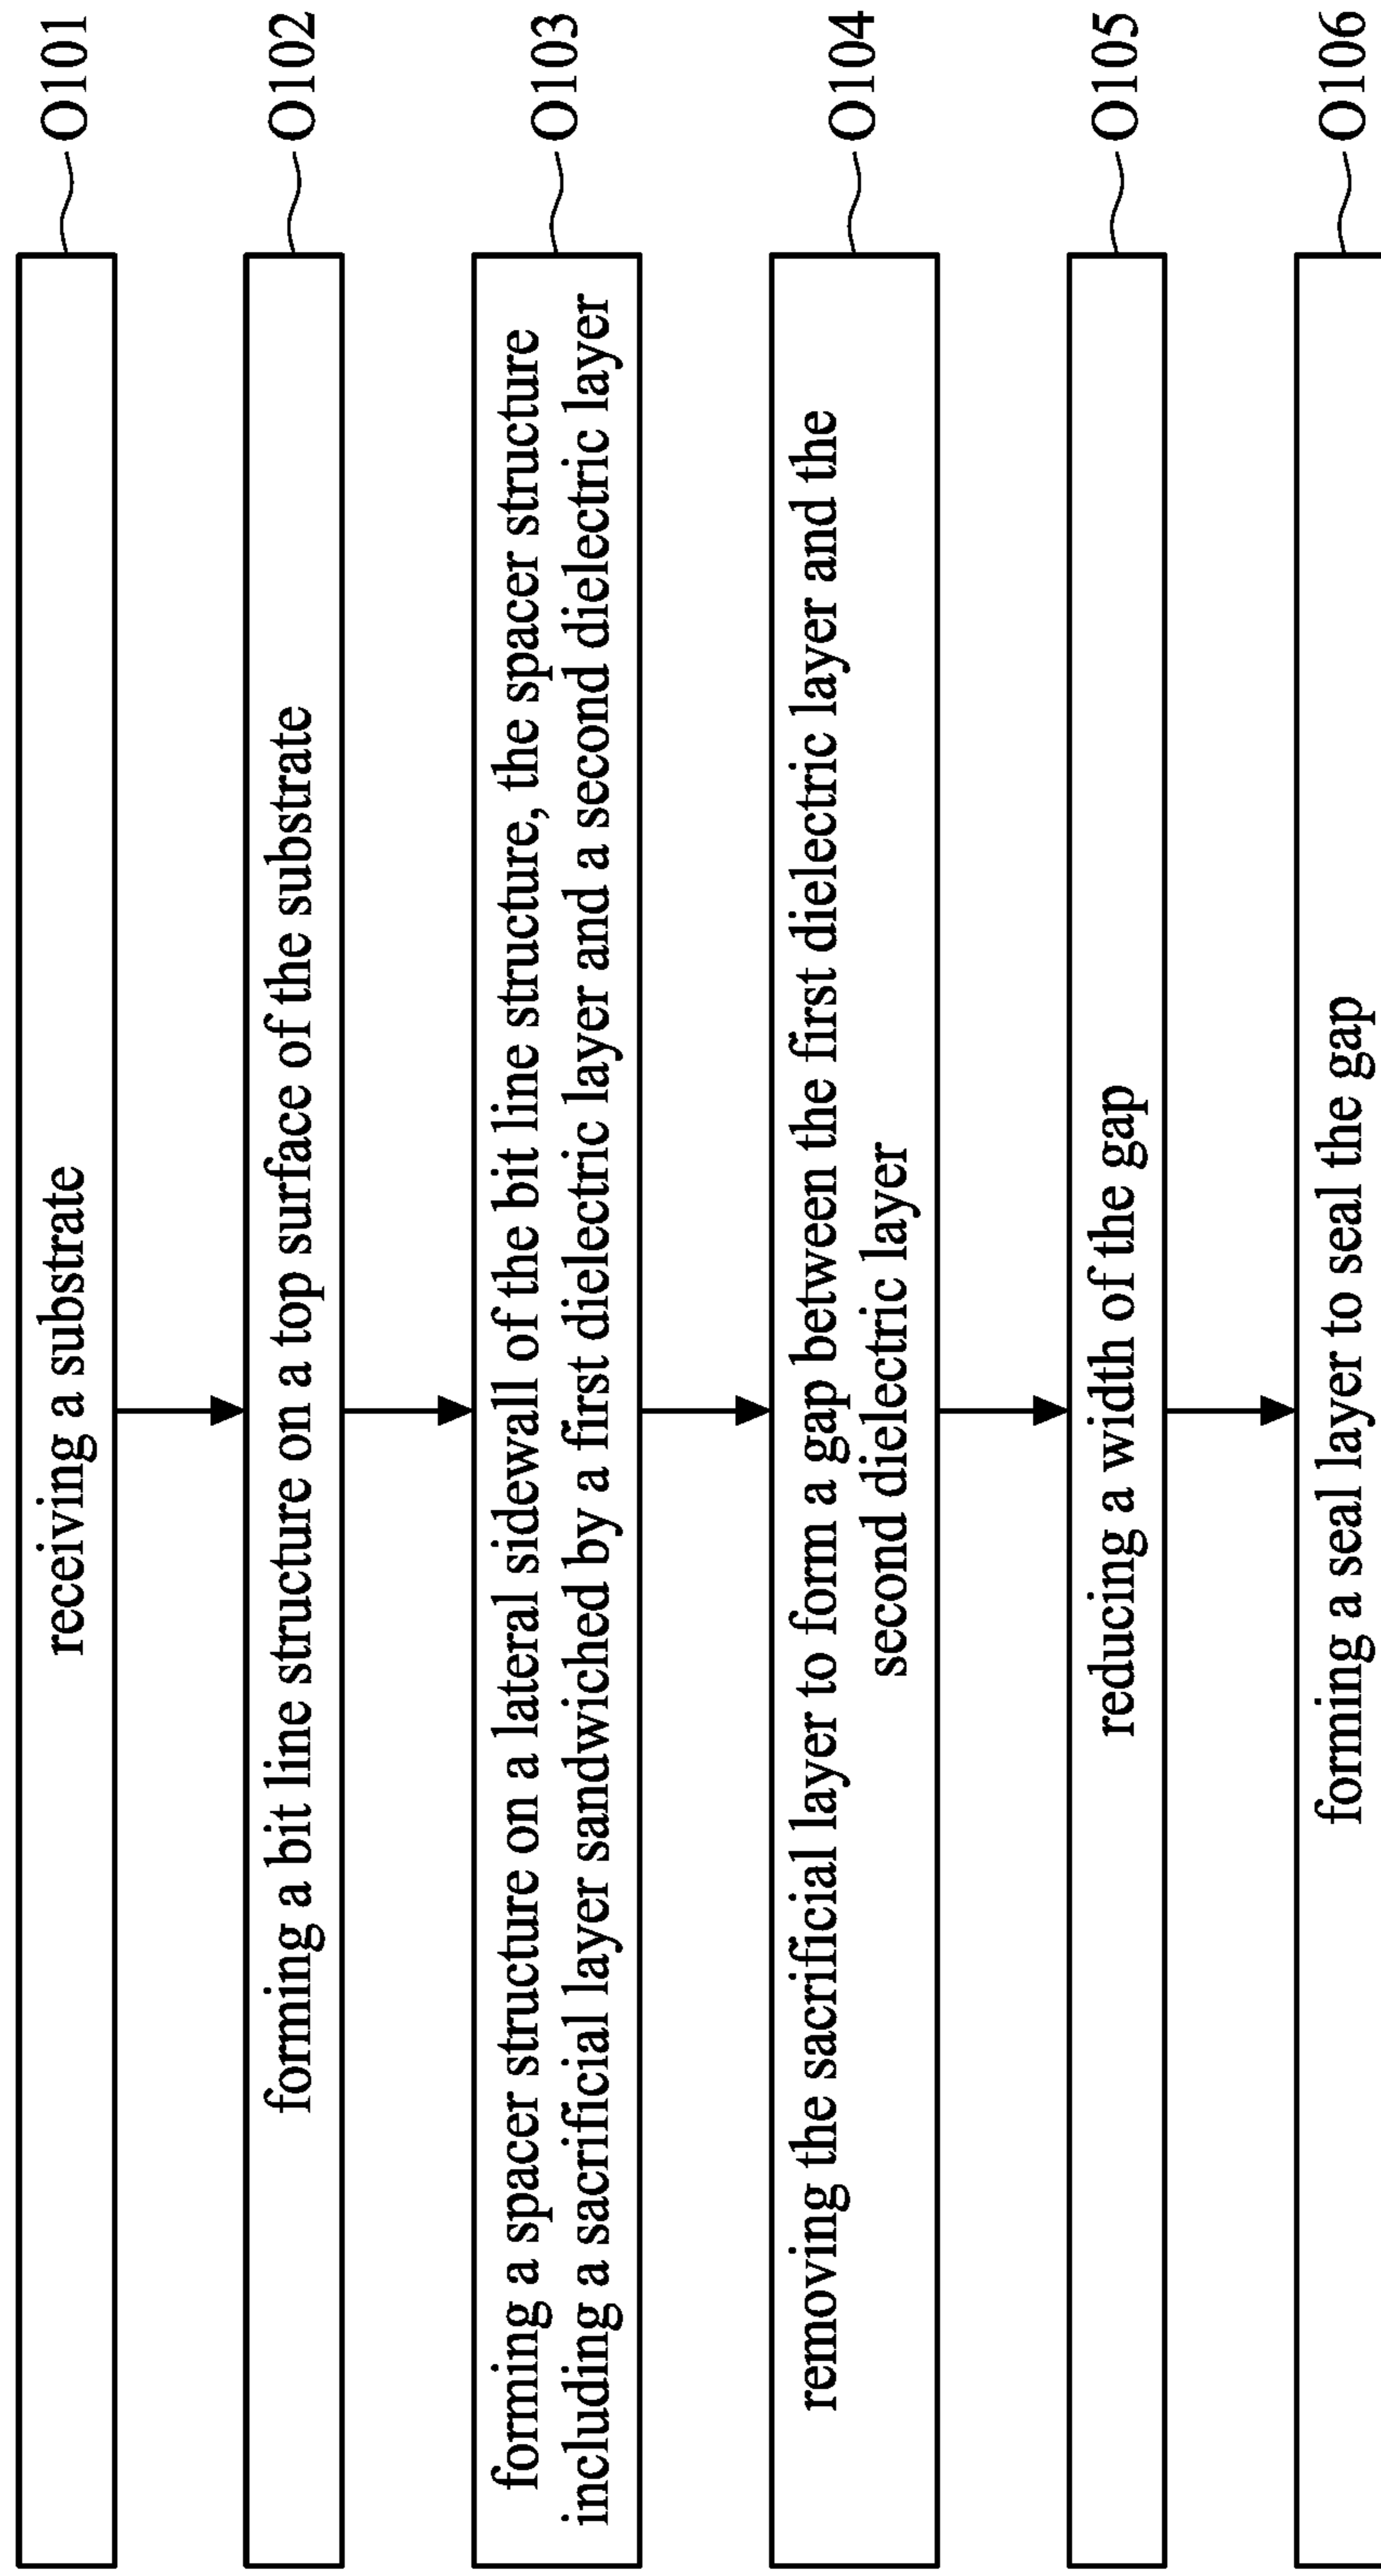 receiving a substrate
O101
forming a bit line structure on a top surface of the substrate
O102
forming a spacer structure on a lateral sidewall of the bit line structure, the spacer structure
including a sacrificial layer sandwiched by a first dielectric layer and a second dielectric layer
O103
removing the sacrificial layer to form a gap between the first dielectric layer and the
second dielectric layer
O104
reducing a width of the gap
O105
forming a seal layer to seal the gap
O106